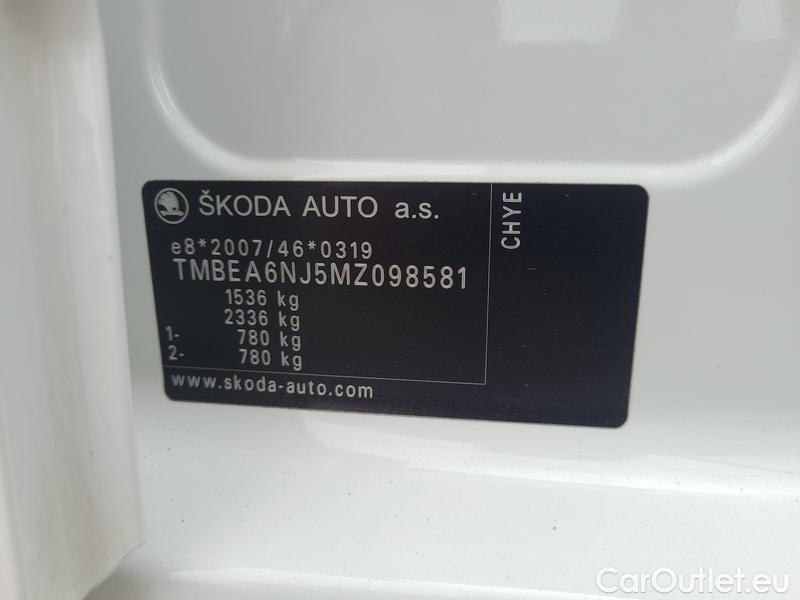 ŠKODA AUTO a.s.
e8*2007/46*0319
TMBEA6NJ5MZ098581
1536 kg
2336 kg
1- 780 kg
2- 780 kg
www.skoda-auto.com
CHYE
CarOutlet.eu